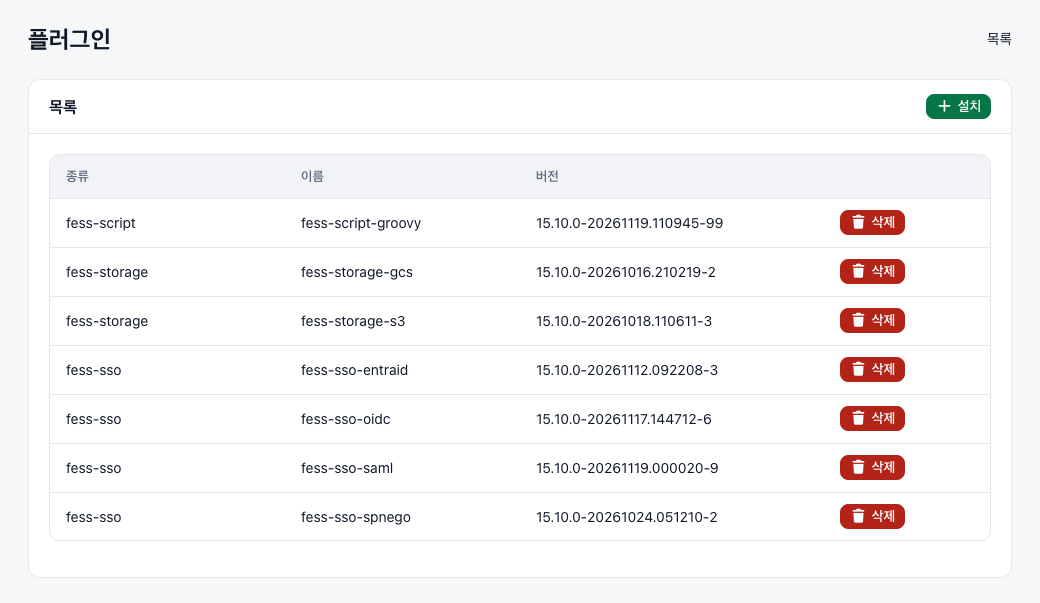 플러그인
목록
목록
설치
종류 이름 버전
fess-script fess-script-groovy 15.10.0-20261119.110945-99 삭제
fess-storage fess-storage-gcs 15.10.0-20261016.210219-2 삭제
fess-storage fess-storage-s3 15.10.0-20261018.110611-3 삭제
fess-sso fess-sso-entraid 15.10.0-20261112.092208-3 삭제
fess-sso fess-sso-oidc 15.10.0-20261117.144712-6 삭제
fess-sso fess-sso-saml 15.10.0-20261119.000020-9 삭제
fess-sso fess-sso-spnego 15.10.0-20261024.051210-2 삭제